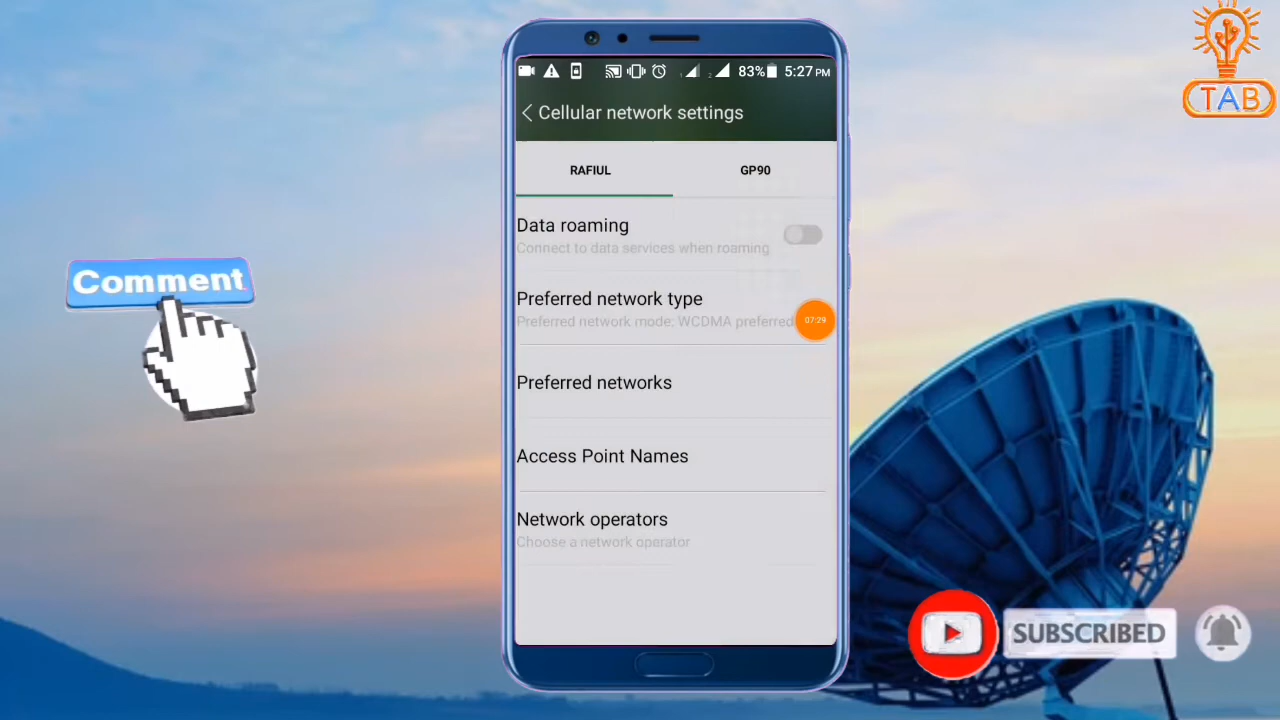 TAB
1 2 83% 5:27 PM
< Cellular network settings
RAFIUL GP90
Data roaming
Connect to data services when roaming
Preferred network type
Preferred network mode: WCDMA preferred
07:29
Preferred networks
Access Point Names
Network operators
Choose a network operator
Comment
SUBSCRIBED